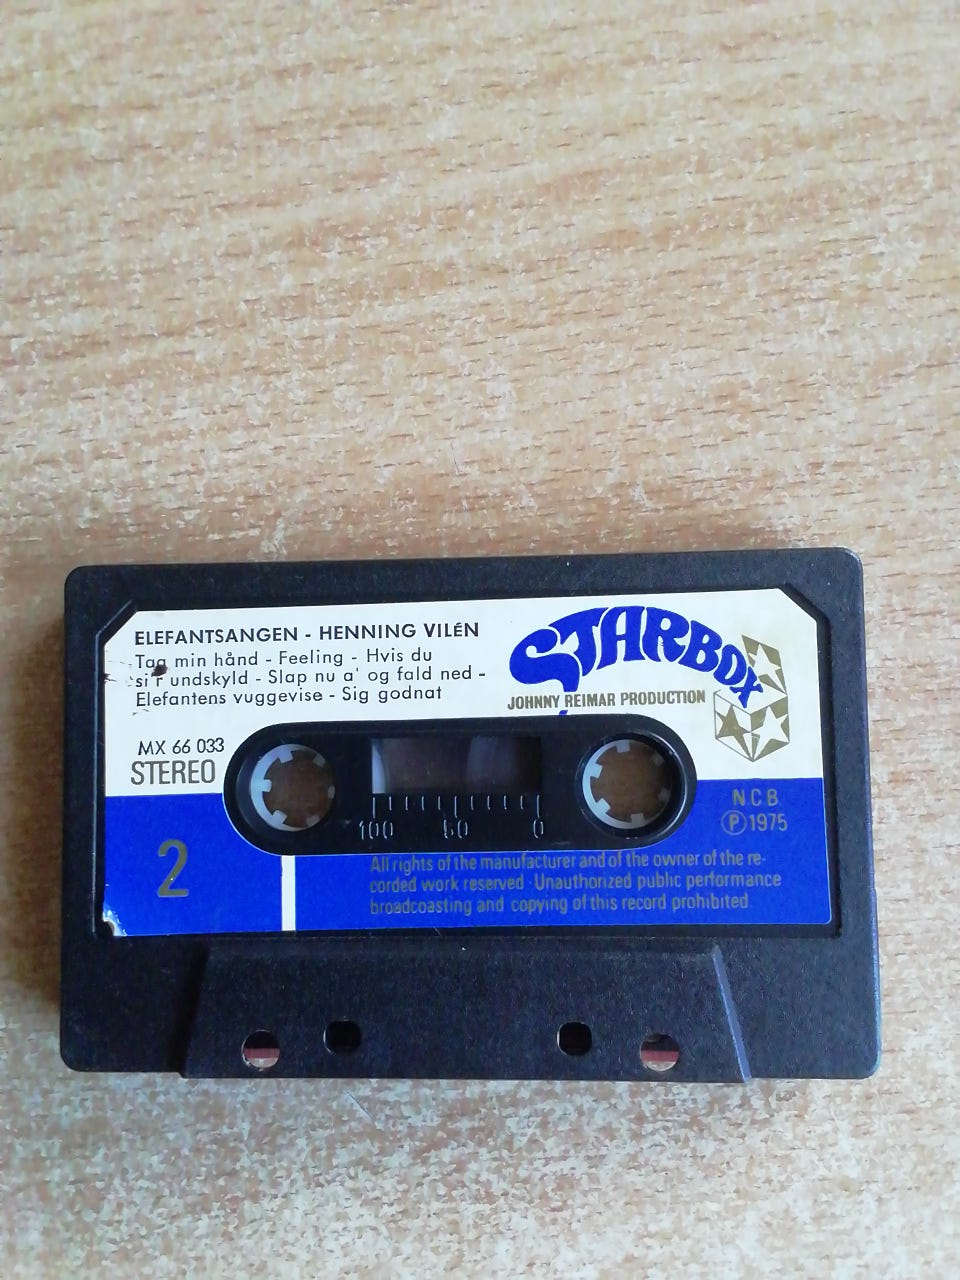 ELEFANTSANGEN - HENNING VILÉN
Tag min hånd - Feeling - Hvis du
undskyld - Slap nu a' og fald ned -
Elefantens vuggevise - Sig godnat
STARBOX
JOHNNY REIMAR PRODUCTION
MX 66 033
STEREO
2
100 50 0
N C B
Ⓟ 1975
All rights of the manufacturer and of the owner of the re-
corded work reserved · Unauthorized public performance
broadcoasting and copying of this record prohibited.